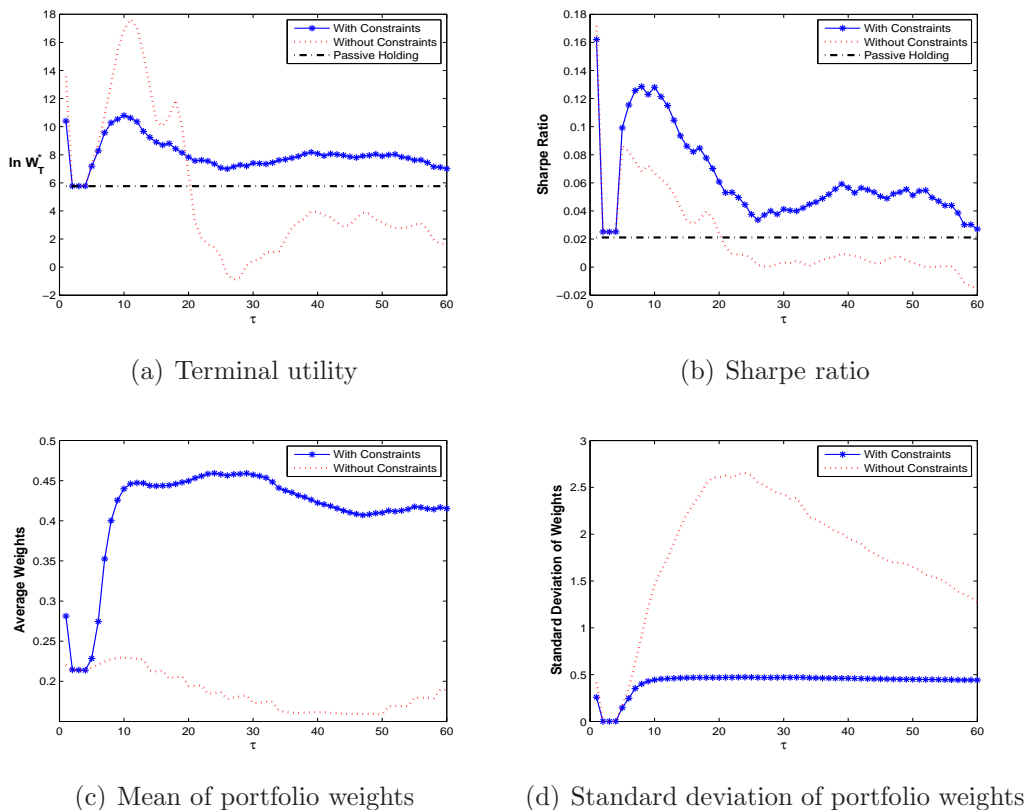 With Constraints
Without Constraints
Passive Holding
18
16
14
12
10
8
6
4
2
0
−2
ln W*T
0 10 20 30 40 50 60
τ
(a) Terminal utility
With Constraints
Without Constraints
Passive Holding
0.18
0.16
0.14
0.12
0.10
0.08
0.06
0.04
0.02
0
−0.02
Sharpe Ratio
0 10 20 30 40 50 60
τ
(b) Sharpe ratio
With Constraints
Without Constraints
0.5
0.45
0.4
0.35
0.3
0.25
0.2
Average Weights
0 10 20 30 40 50 60
τ
(c) Mean of portfolio weights
With Constraints
Without Constraints
3
2.5
2
1.5
1
0.5
0
Standard Deviation of Weights
0 10 20 30 40 50 60
τ
(d) Standard deviation of portfolio weights